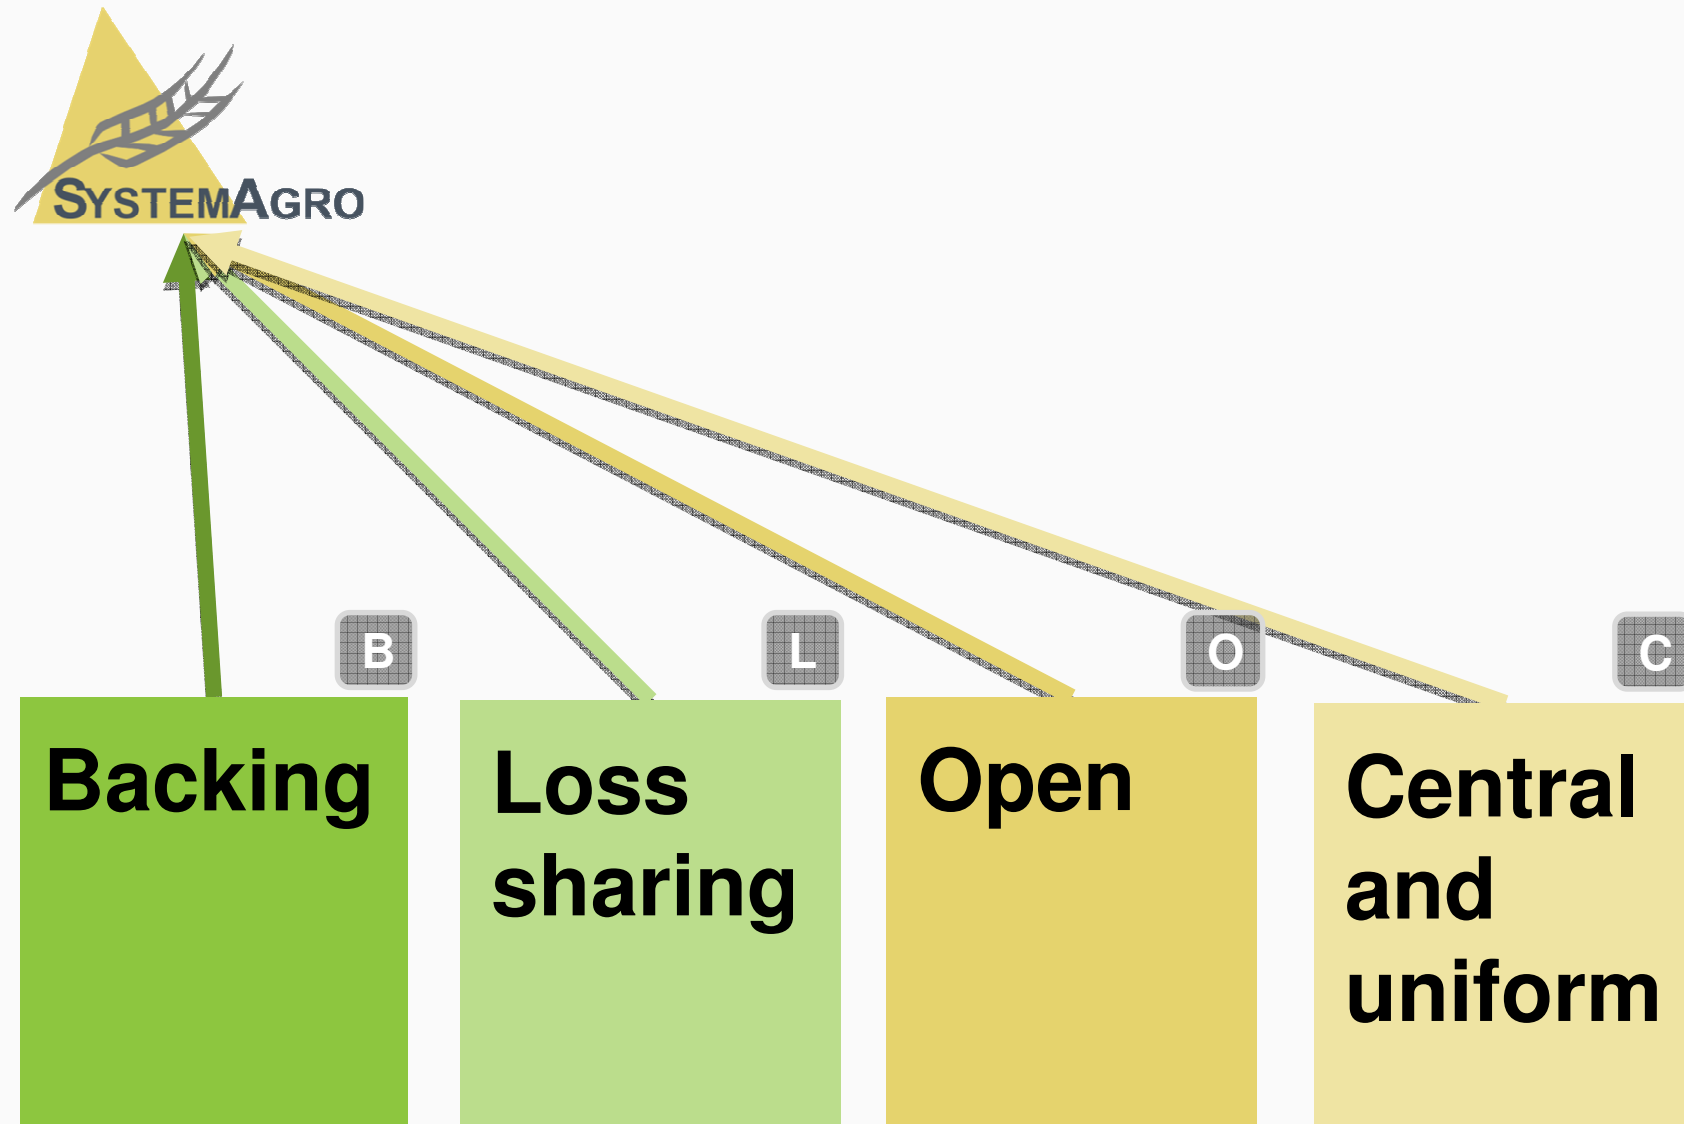 SYSTEMAGRO
B
L
O
C
Backing
Loss
sharing
Open
Central
and
uniform